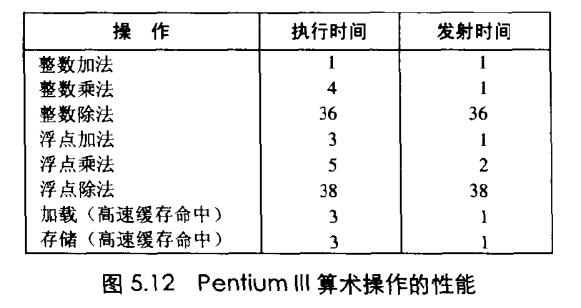 操 作 执行时间 发射时间
整数加法 1 1
整数乘法 4 1
整数除法 36 36
浮点加法 3 1
浮点乘法 5 2
浮点除法 38 38
加载（高速缓存命中） 3 1
存储（高速缓存命中） 3 1
图 5.12 Pentium III 算术操作的性能